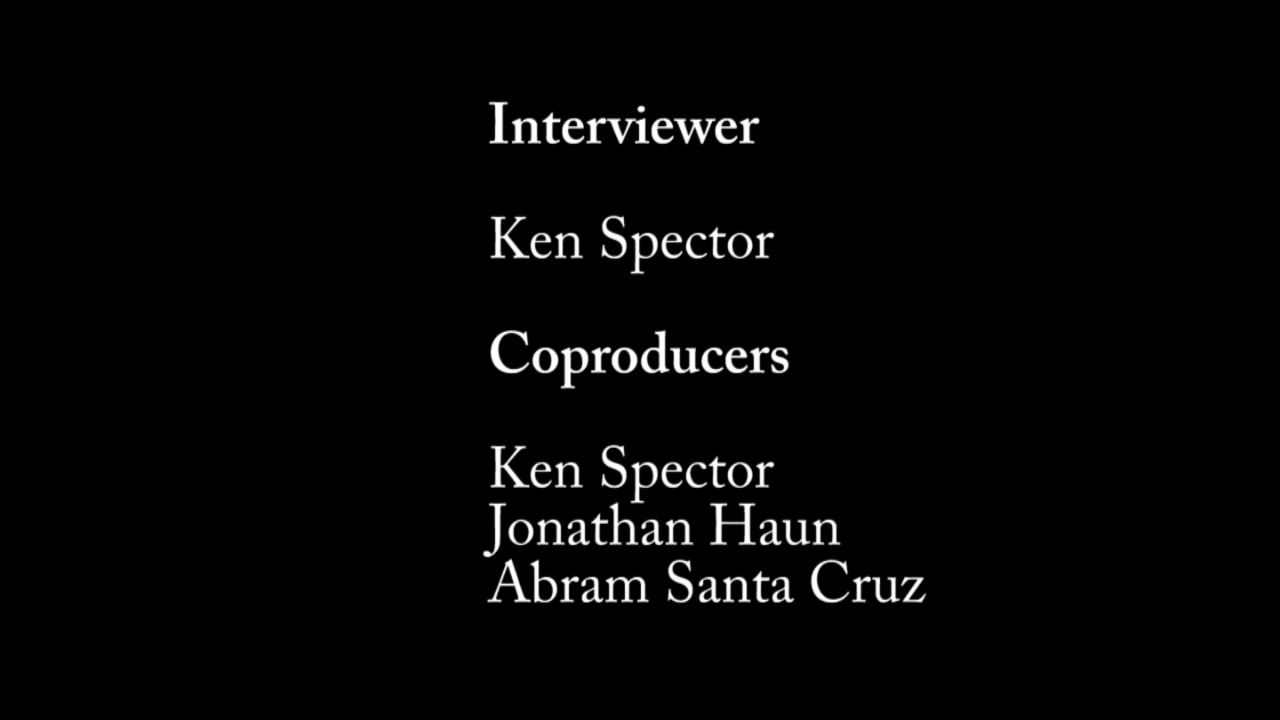 Interviewer
Ken Spector
Coproducers
Ken Spector
Jonathan Haun
Abram Santa Cruz